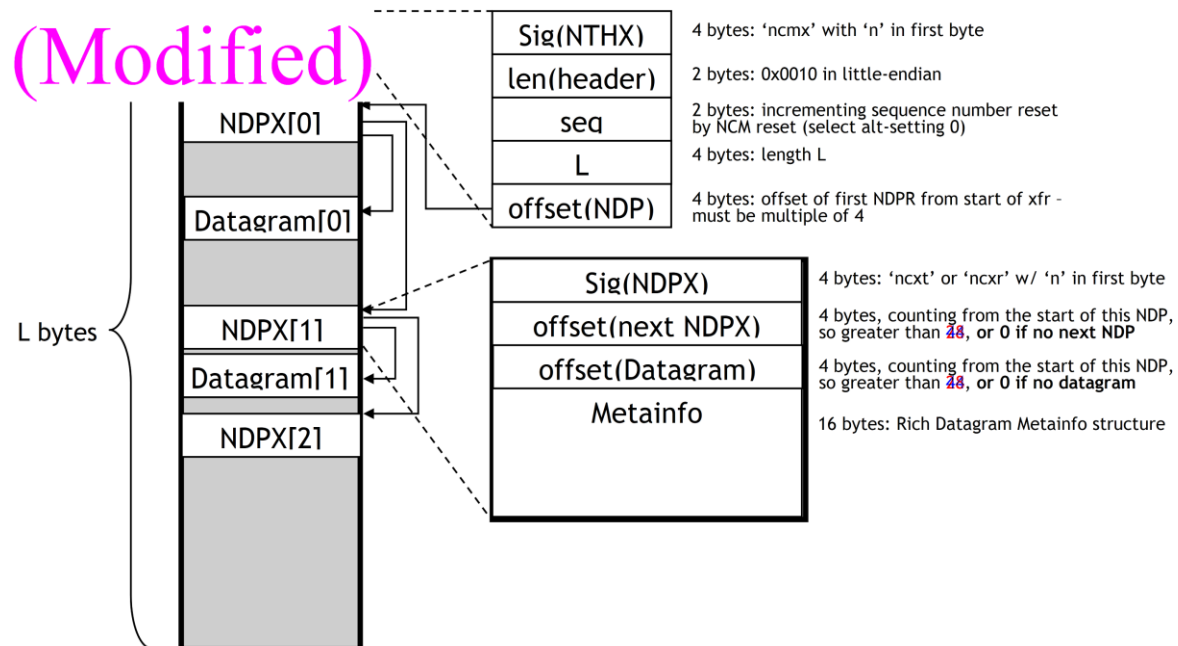 (Modified)
NDPX[0]
Datagram[0]
NDPX[1]
Datagram[1]
NDPX[2]
L bytes
Sig(NTHX)
4 bytes: ‘ncmx’ with ‘n’ in first byte
len(header)
2 bytes: 0x0010 in little-endian
seq
2 bytes: incrementing sequence number reset
by NCM reset (select alt-setting 0)
L
4 bytes: length L
offset(NDP)
4 bytes: offset of first NDPR from start of xfr –
must be multiple of 4
Sig(NDPX)
4 bytes: ‘ncxt’ or ‘ncxr’ w/ ‘n’ in first byte
offset(next NDPX)
4 bytes, counting from the start of this NDP,
so greater than , or 0 if no next NDP
offset(Datagram)
4 bytes, counting from the start of this NDP,
so greater than , or 0 if no datagram
Metainfo
16 bytes: Rich Datagram Metainfo structure